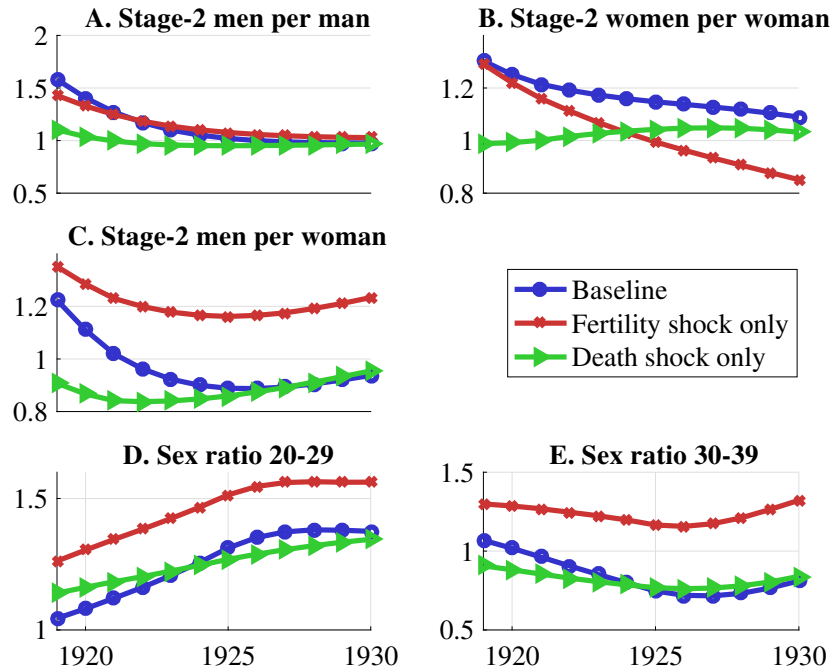 A. Stage-2 men per man
2
1.5
1
0.5
B. Stage-2 women per woman
1.2
1
0.8
C. Stage-2 men per woman
1.2
1
0.8
Baseline
Fertility shock only
Death shock only
D. Sex ratio 20-29
1.5
1
1920
1925
1930
E. Sex ratio 30-39
1.5
1
0.5
1920
1925
1930